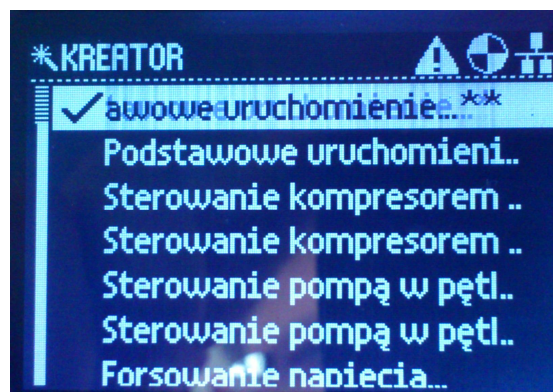 KREATOR
awowe uruchomienie...**
Podstawowe uruchomieni..
Sterowanie kompresorem ..
Sterowanie kompresorem ..
Sterowanie pompą w pętl..
Sterowanie pompą w pętl..
Forsowanie napięcia...